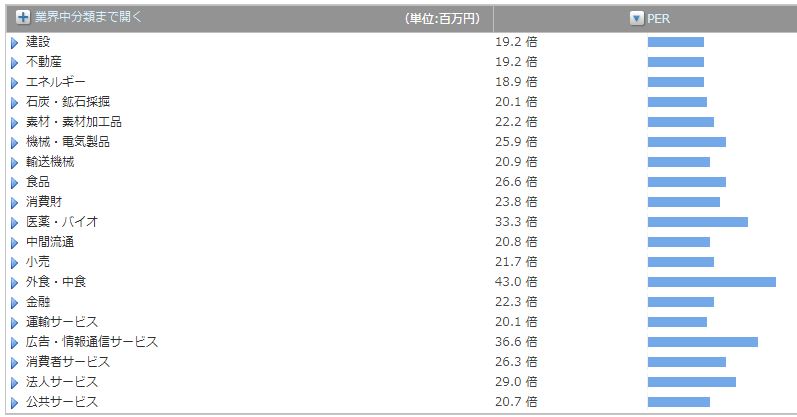 業界中分類まで開く (単位:百万円) PER
建設 19.2 倍
不動産 19.2 倍
エネルギー 18.9 倍
石炭・鉱石採掘 20.1 倍
素材・素材加工品 22.2 倍
機械・電気製品 25.9 倍
輸送機械 20.9 倍
食品 26.6 倍
消費財 23.8 倍
医薬・バイオ 33.3 倍
中間流通 20.8 倍
小売 21.7 倍
外食・中食 43.0 倍
金融 22.3 倍
運輸サービス 20.1 倍
広告・情報通信サービス 36.6 倍
消費者サービス 26.3 倍
法人サービス 29.0 倍
公共サービス 20.7 倍